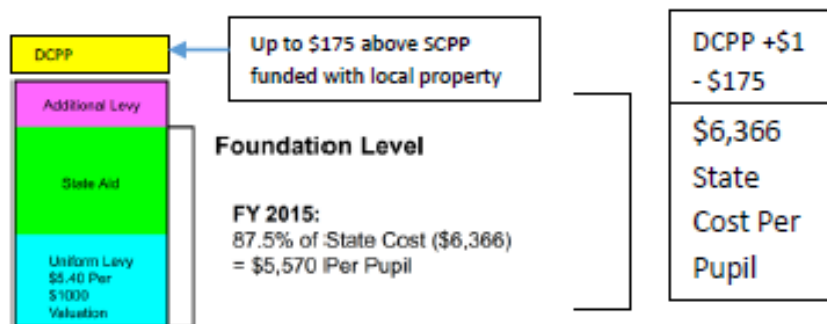 DCPP
Up to $175 above SCPP
funded with local property
DCPP +$1
- $175
Additional Levy
Foundation Level
State Aid
FY 2015:
87.5% of State Cost ($6,366)
= $5,570 Per Pupil
Uniform Levy
$5.40 Per
$1000
Valuation
$6,366
State
Cost Per
Pupil